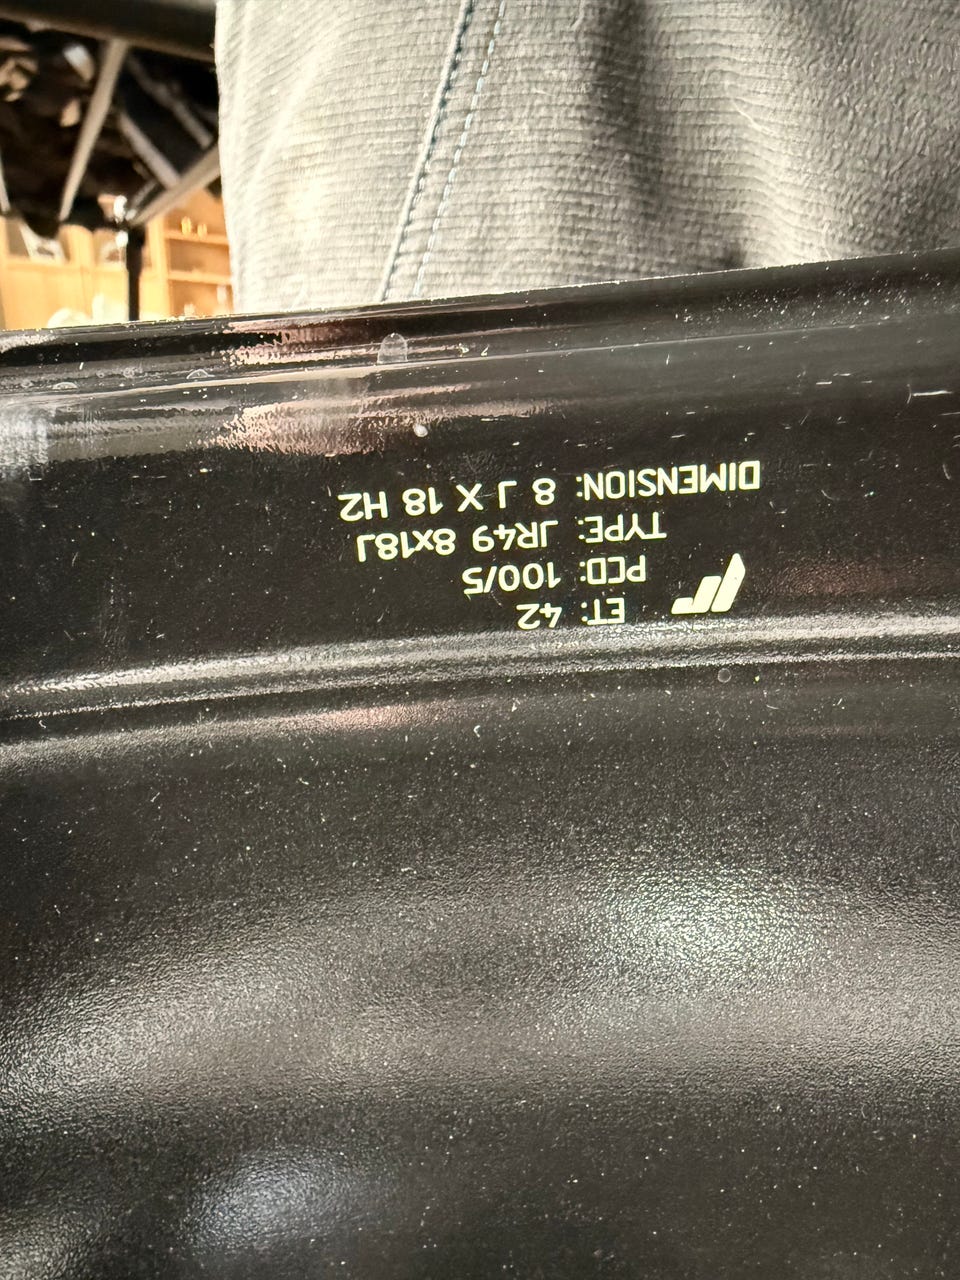 ET: 42
PCD: 100/5
TYPE: JR49 8x18J
DIMENSION: 8 J X 18 H2